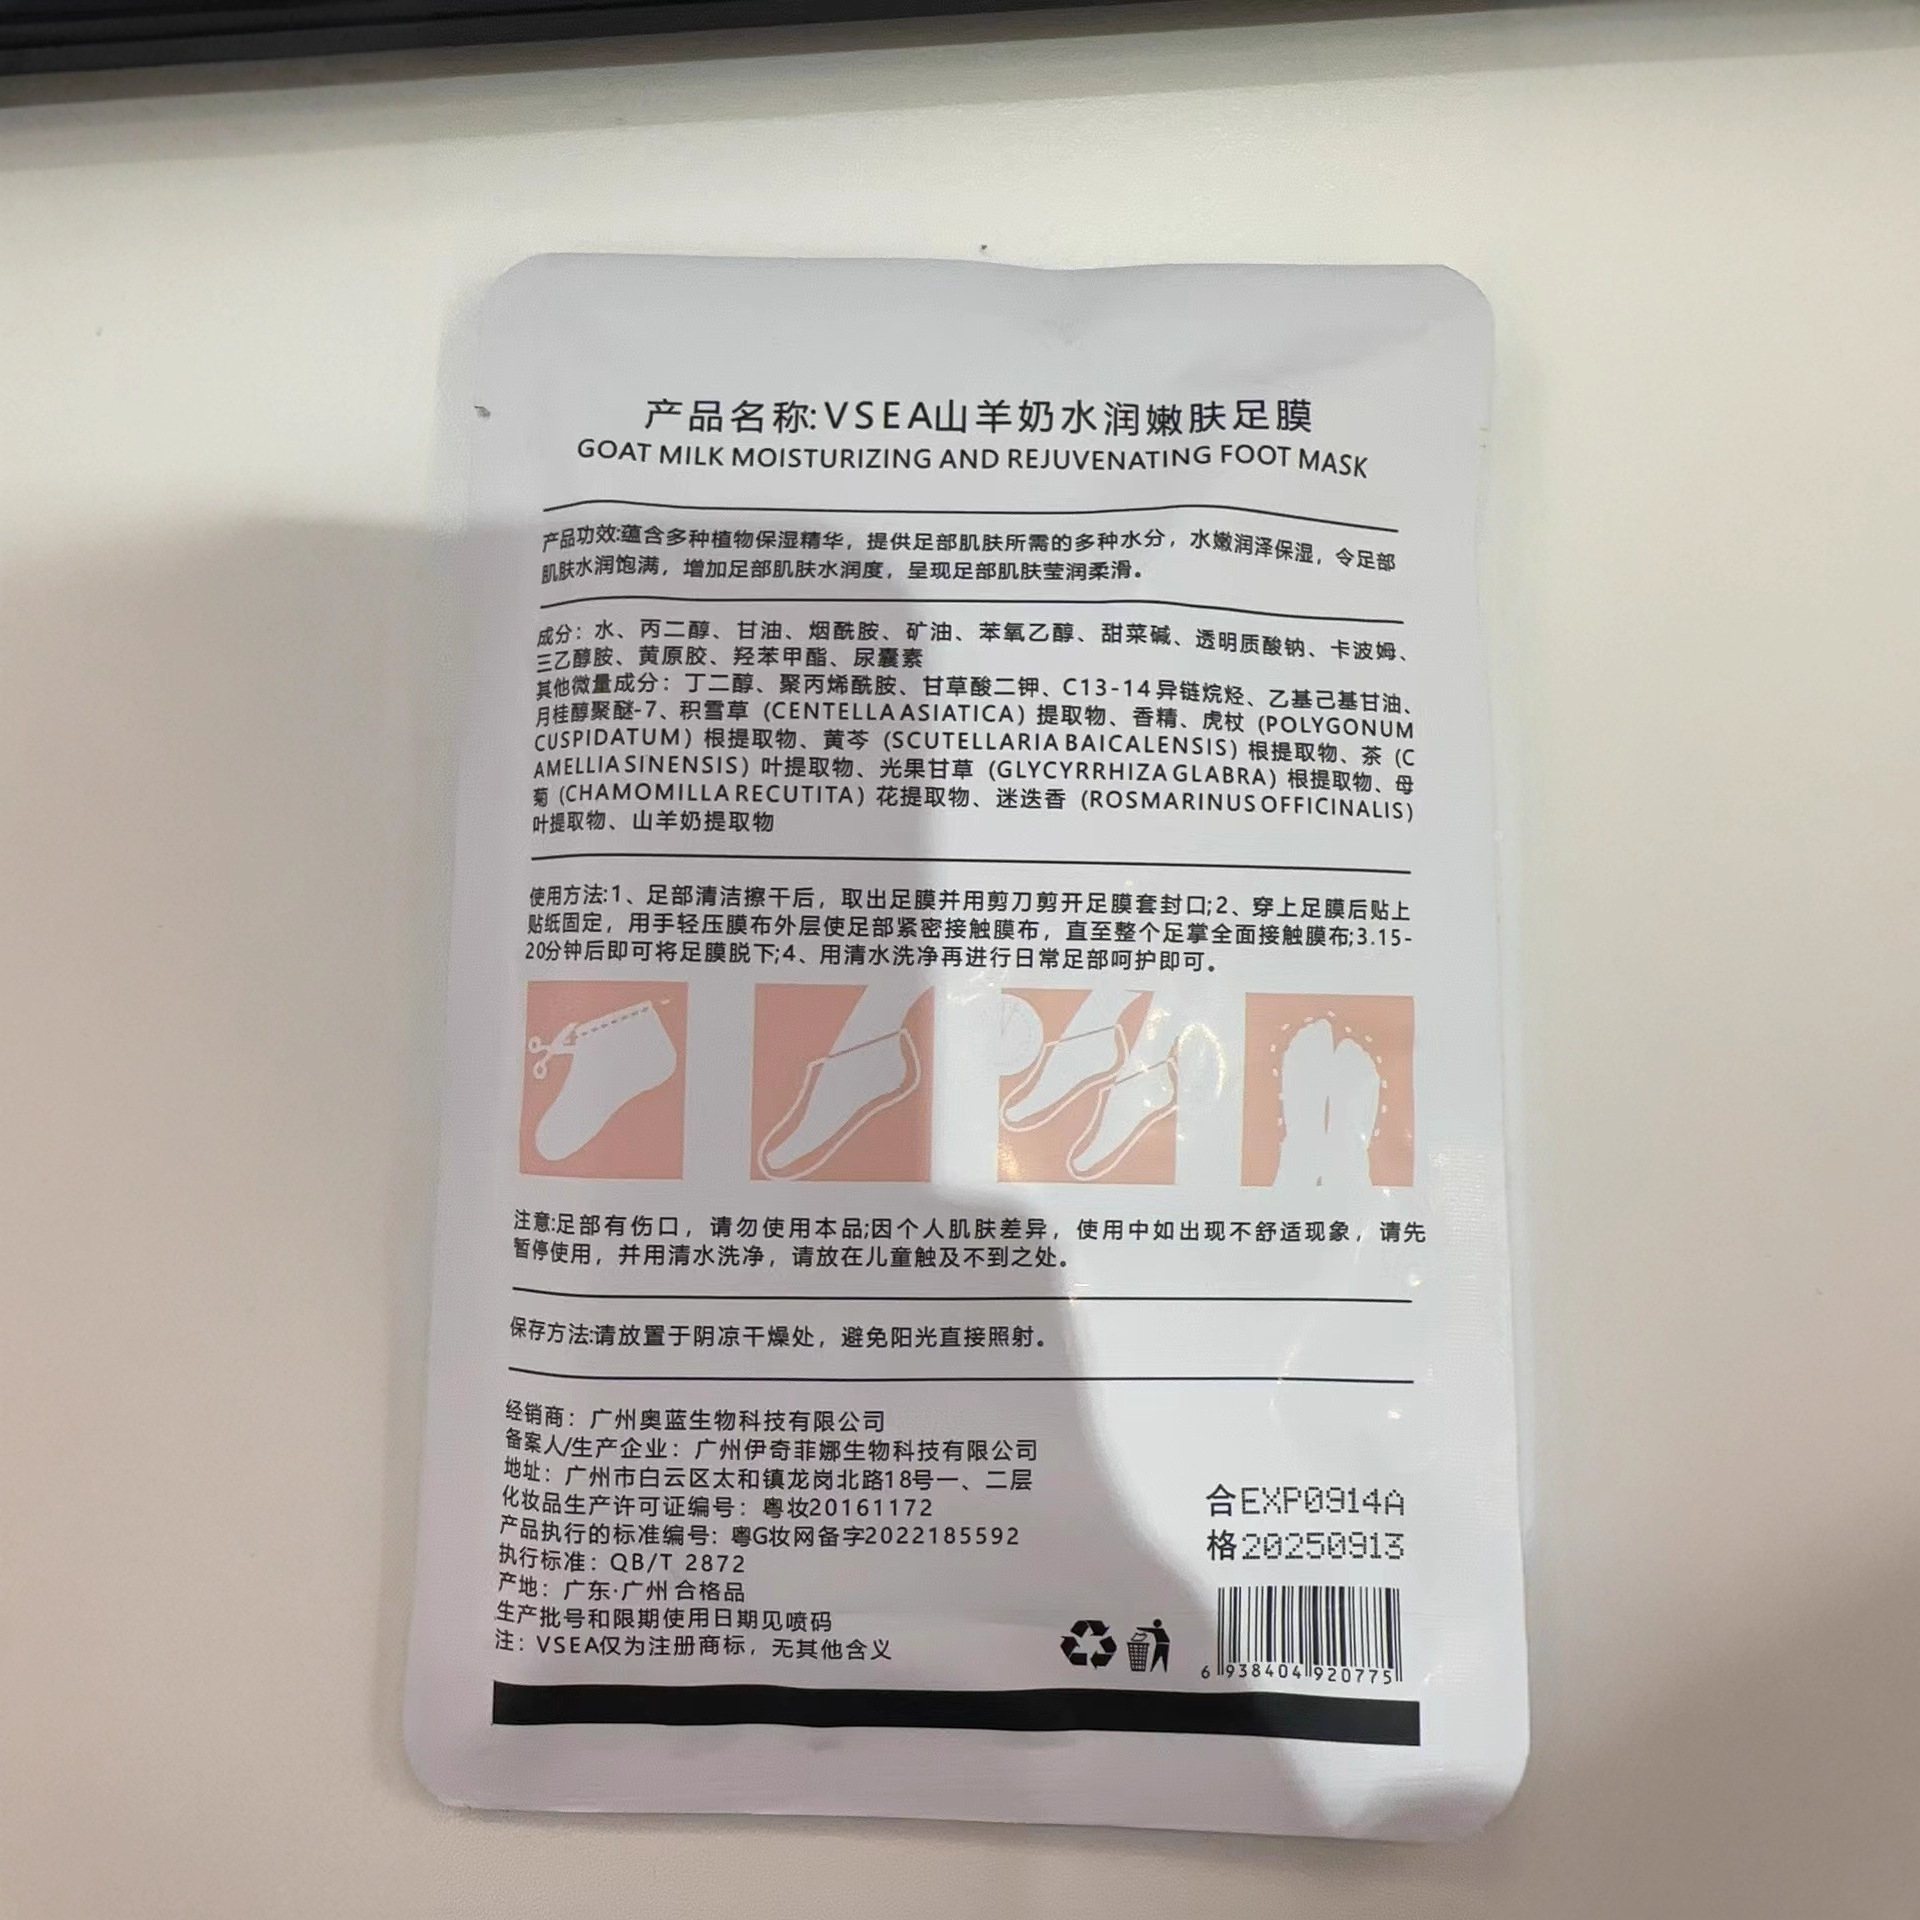 产品名称:VSEA山羊奶水润嫩肤足膜
GOAT MILK MOISTURIZING AND REJUVENATING FOOT MASK
产品功效:蕴含多种植物保湿精华，提供足部肌肤所需的多种水分，水嫩润泽保湿，令足部
肌肤水润饱满，增加足部肌肤水润度，呈现足部肌肤莹润柔滑。
成分：水、丙二醇、甘油、烟酰胺、矿油、苯氧乙醇、甜菜碱、透明质酸钠、卡波姆、
三乙醇胺、黄原胶、羟苯甲酯、尿囊素
其他微量成分：丁二醇、聚丙烯酰胺、甘草酸二钾、C13-14异链烷烃、乙基己基甘油、
月桂醇聚醚-7、积雪草（CENTELLA ASIATICA）提取物、香精、虎杖（POLYGONUM
CUSPIDATUM）根提取物、黄芩（SCUTELLARIA BAICALENSIS）根提取物、茶（C
AMELLIA SINENSIS）叶提取物、光果甘草（GLYCYRRHIZA GLABRA）根提取物、母
菊（CHAMOMILLA RECUTITA）花提取物、迷迭香（ROSMARINUS OFFICINALIS）
叶提取物、山羊奶提取物
使用方法:1、足部清洁擦干后，取出足膜并用剪刀剪开足膜套封口;2、穿上足膜后贴上
贴纸固定，用手轻压膜布外层使足部紧密接触膜布，直至整个足掌全面接触膜布;3.15-
20分钟后即可将足膜脱下;4、用清水洗净再进行日常足部呵护即可。
注意:足部有伤口，请勿使用本品;因个人肌肤差异，使用中如出现不舒适现象，请先
暂停使用，并用清水洗净，请放在儿童触及不到之处。
保存方法:请放置于阴凉干燥处，避免阳光直接照射。
经销商：广州奥蓝生物科技有限公司
备案人/生产企业：广州伊奇菲娜生物科技有限公司
地址：广州市白云区太和镇龙岗北路18号一、二层
化妆品生产许可证编号：粤妆20161172
产品执行的标准编号：粤G妆网备字2022185592
执行标准：QB/T 2872
产地：广东·广州 合格品
生产批号和限期使用日期见喷码
注：VSEA仅为注册商标，无其他含义
合EXP0914A
格20250913
6 938404 920775